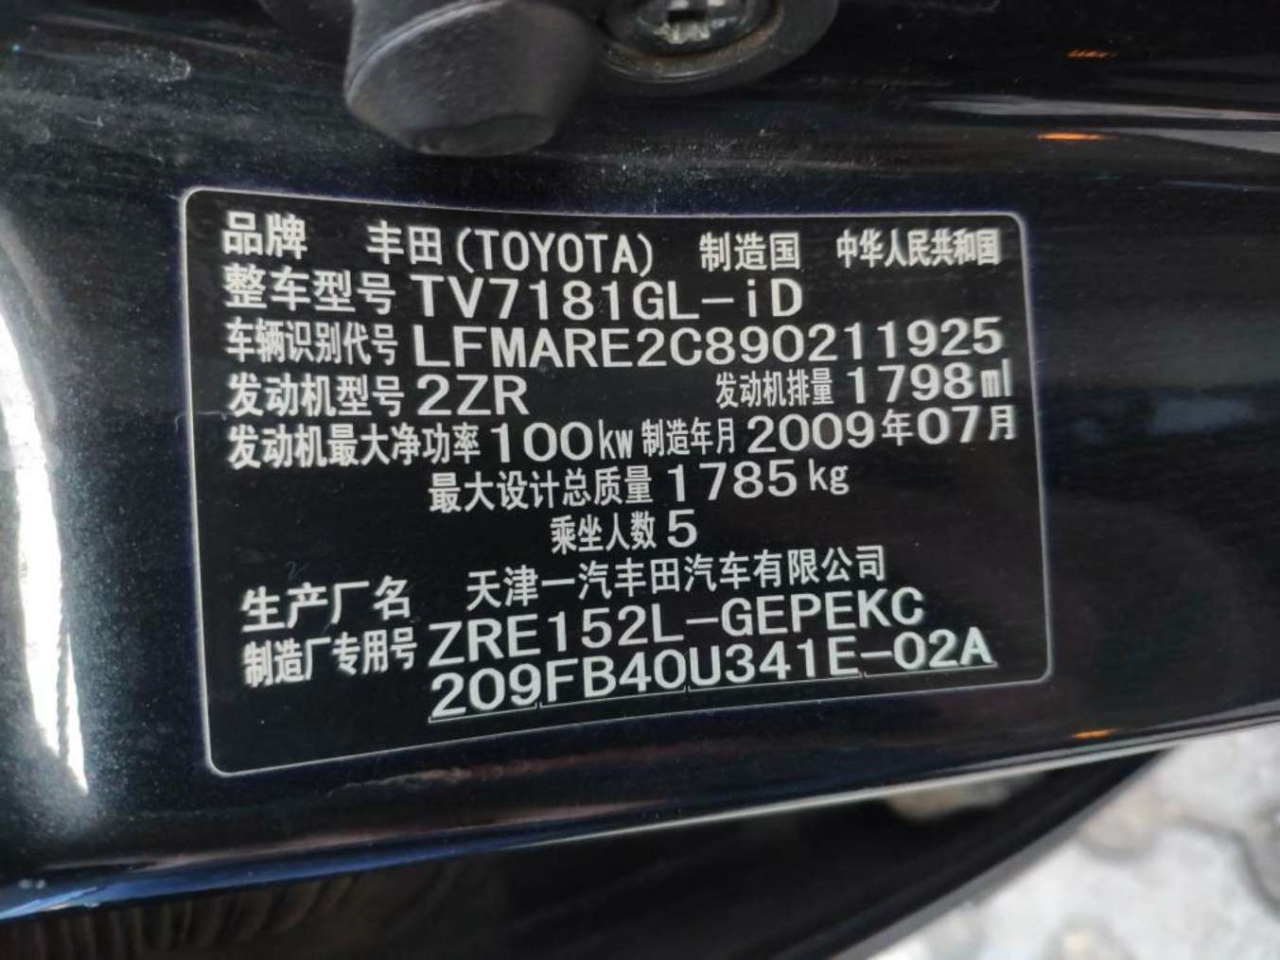 品牌 丰田(TOYOTA) 制造国 中华人民共和国
整车型号 TV7181GL-iD
车辆识别代号 LFMARE2C890211925
发动机型号 2ZR 发动机排量 1798ml
发动机最大净功率 100kw 制造年月 2009年07月
最大设计总质量 1785kg
乘坐人数 5
生产厂名 天津一汽丰田汽车有限公司
制造厂专用号 ZRE152L-GEPEKC
209FB40U341E-02A